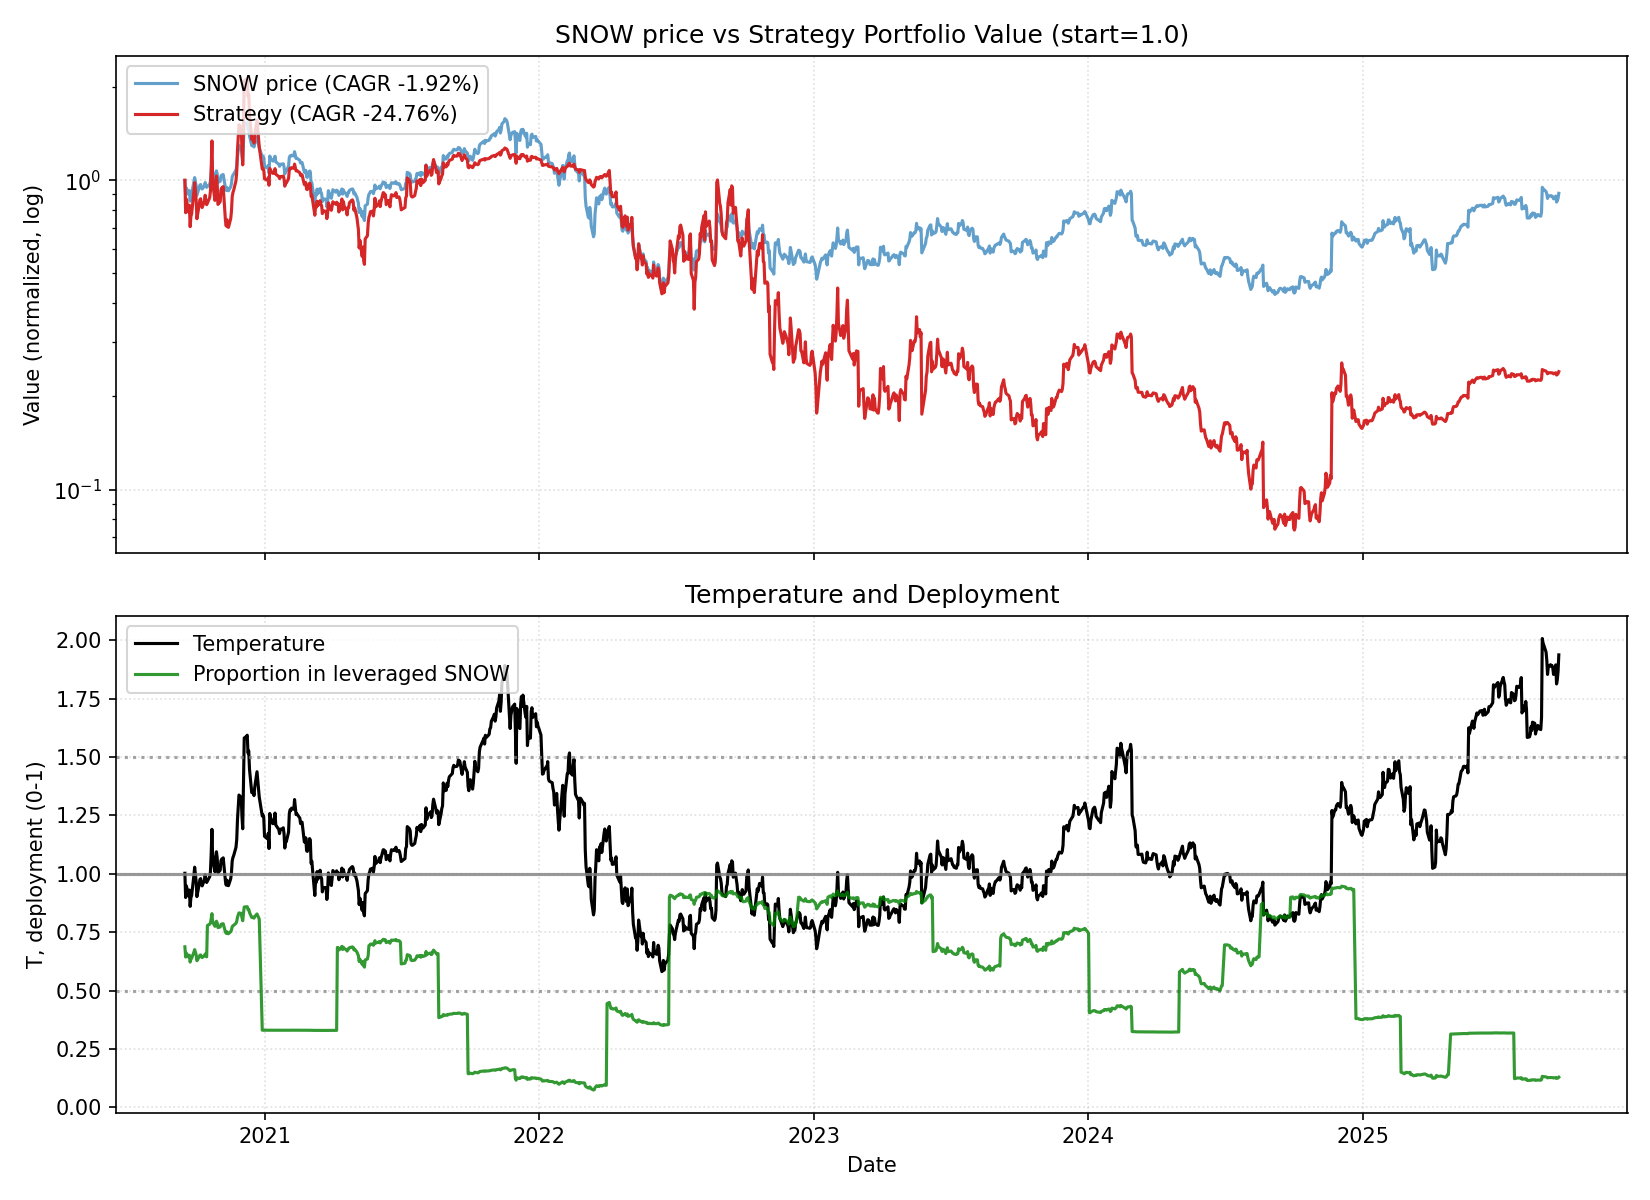 SNOW price vs Strategy Portfolio Value (start=1.0)
SNOW price (CAGR -1.92%)
Strategy (CAGR -24.76%)
Value (normalized, log)
10⁰
10⁻¹
Temperature and Deployment
Temperature
Proportion in leveraged SNOW
T, deployment (0-1)
2.00
1.75
1.50
1.25
1.00
0.75
0.50
0.25
0.00
2021 2022 2023 2024 2025
Date